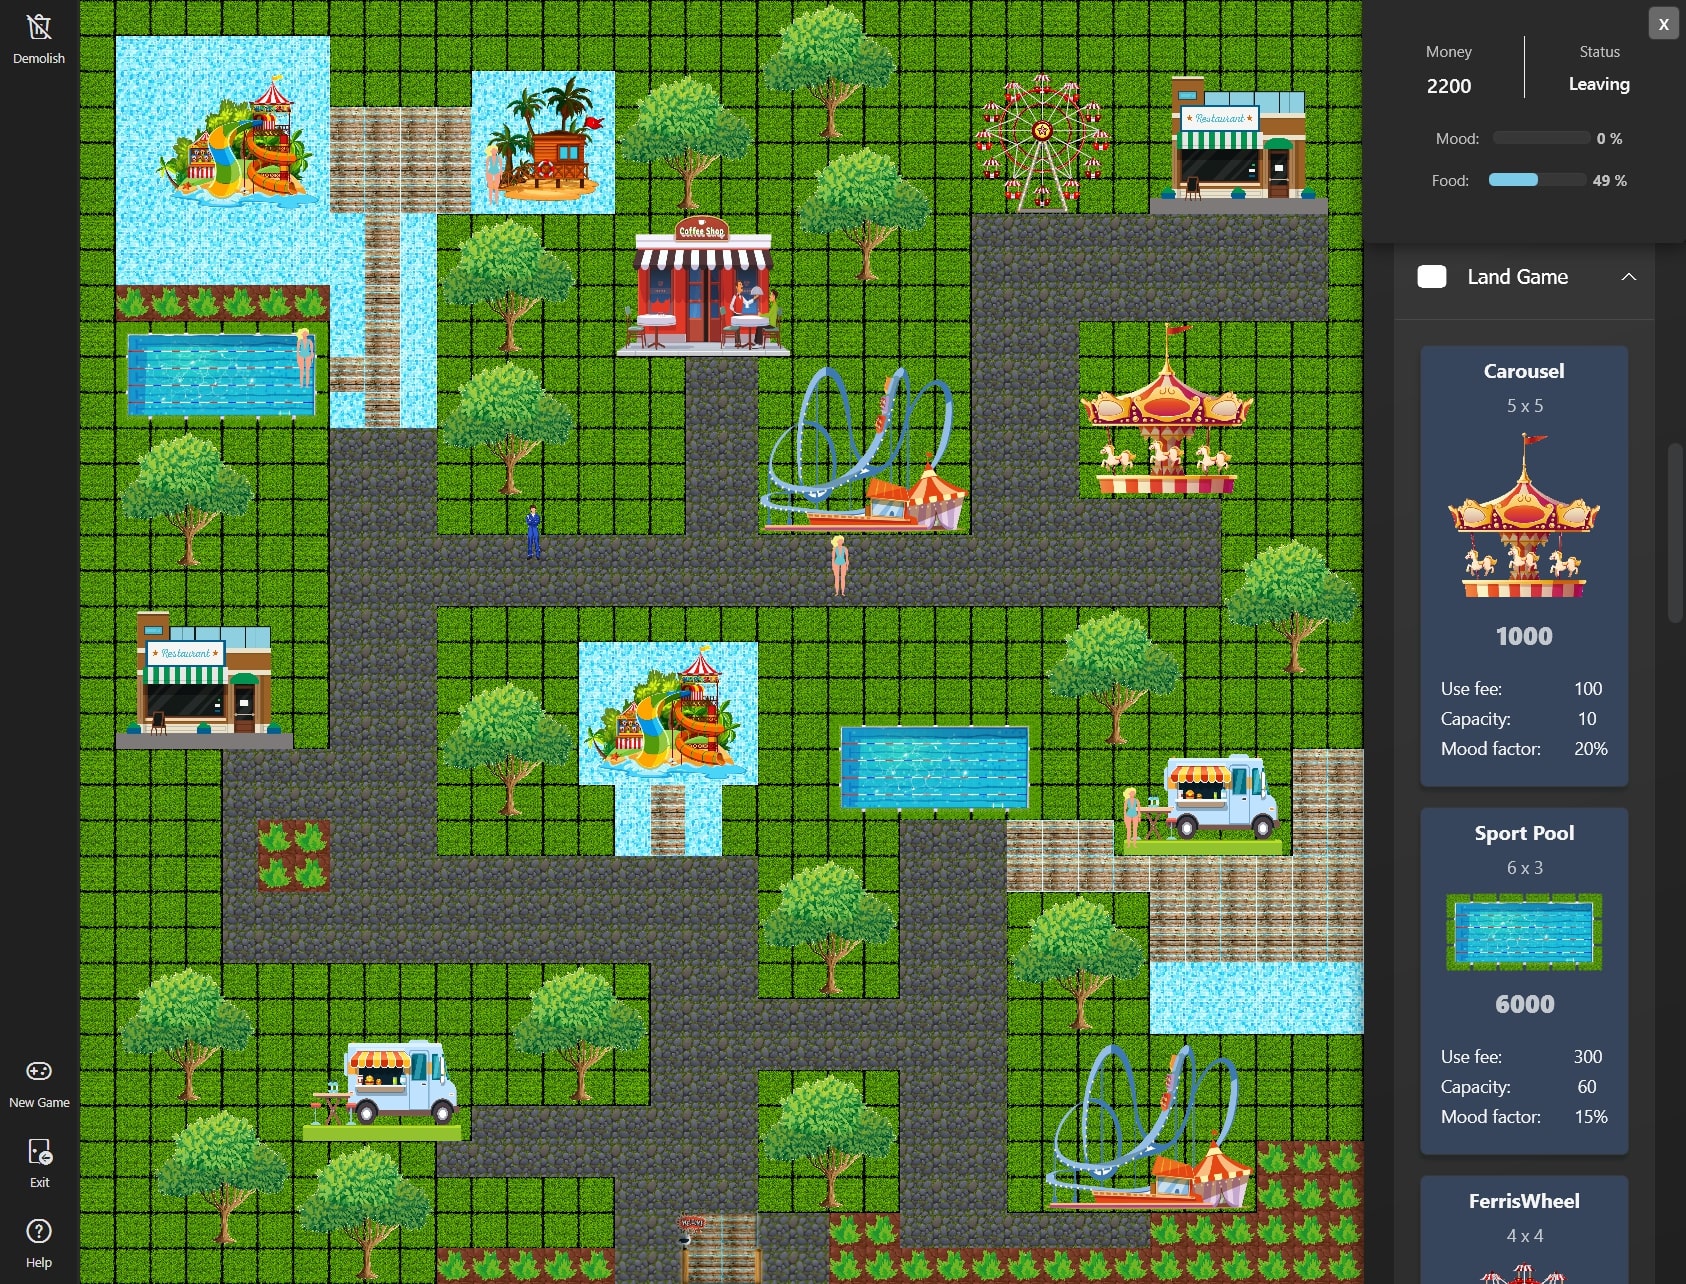 Demolish
New Game
Exit
Help
Restaurant
Coffee Shop
Restaurant
X
Money
2200
Status
Leaving
Mood:
0 %
Food:
49 %
Land Game
Carousel
5 x 5
1000
Use fee:
100
Capacity:
10
Mood factor:
20%
Sport Pool
6 x 3
6000
Use fee:
300
Capacity:
60
Mood factor:
15%
FerrisWheel
4 x 4